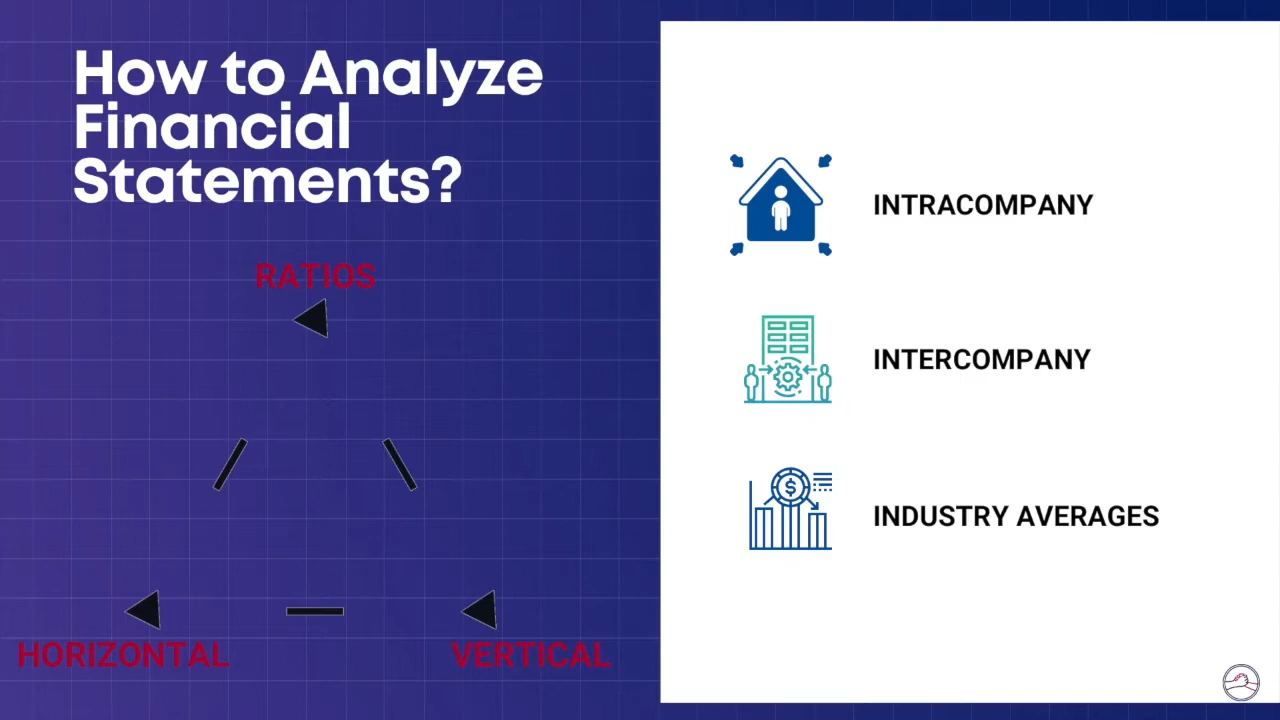 How to Analyze
Financial
Statements?
RATIOS
HORIZONTAL
VERTICAL
INTRACOMPANY
INTERCOMPANY
INDUSTRY AVERAGES